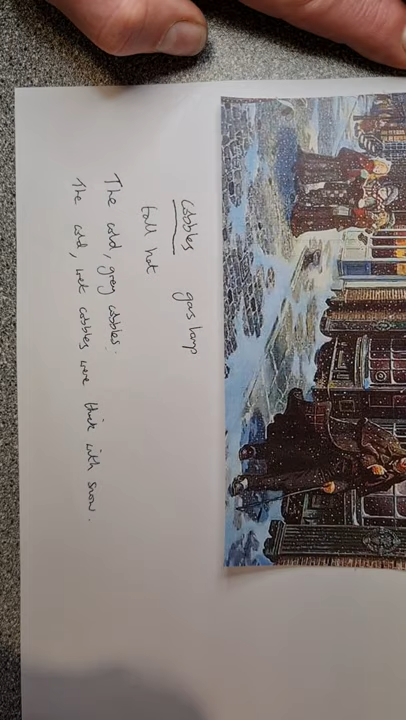 cobbles gas lamp
tall hat
The cold, grey cobbles.
The cold, wet cobbles were thick with snow.